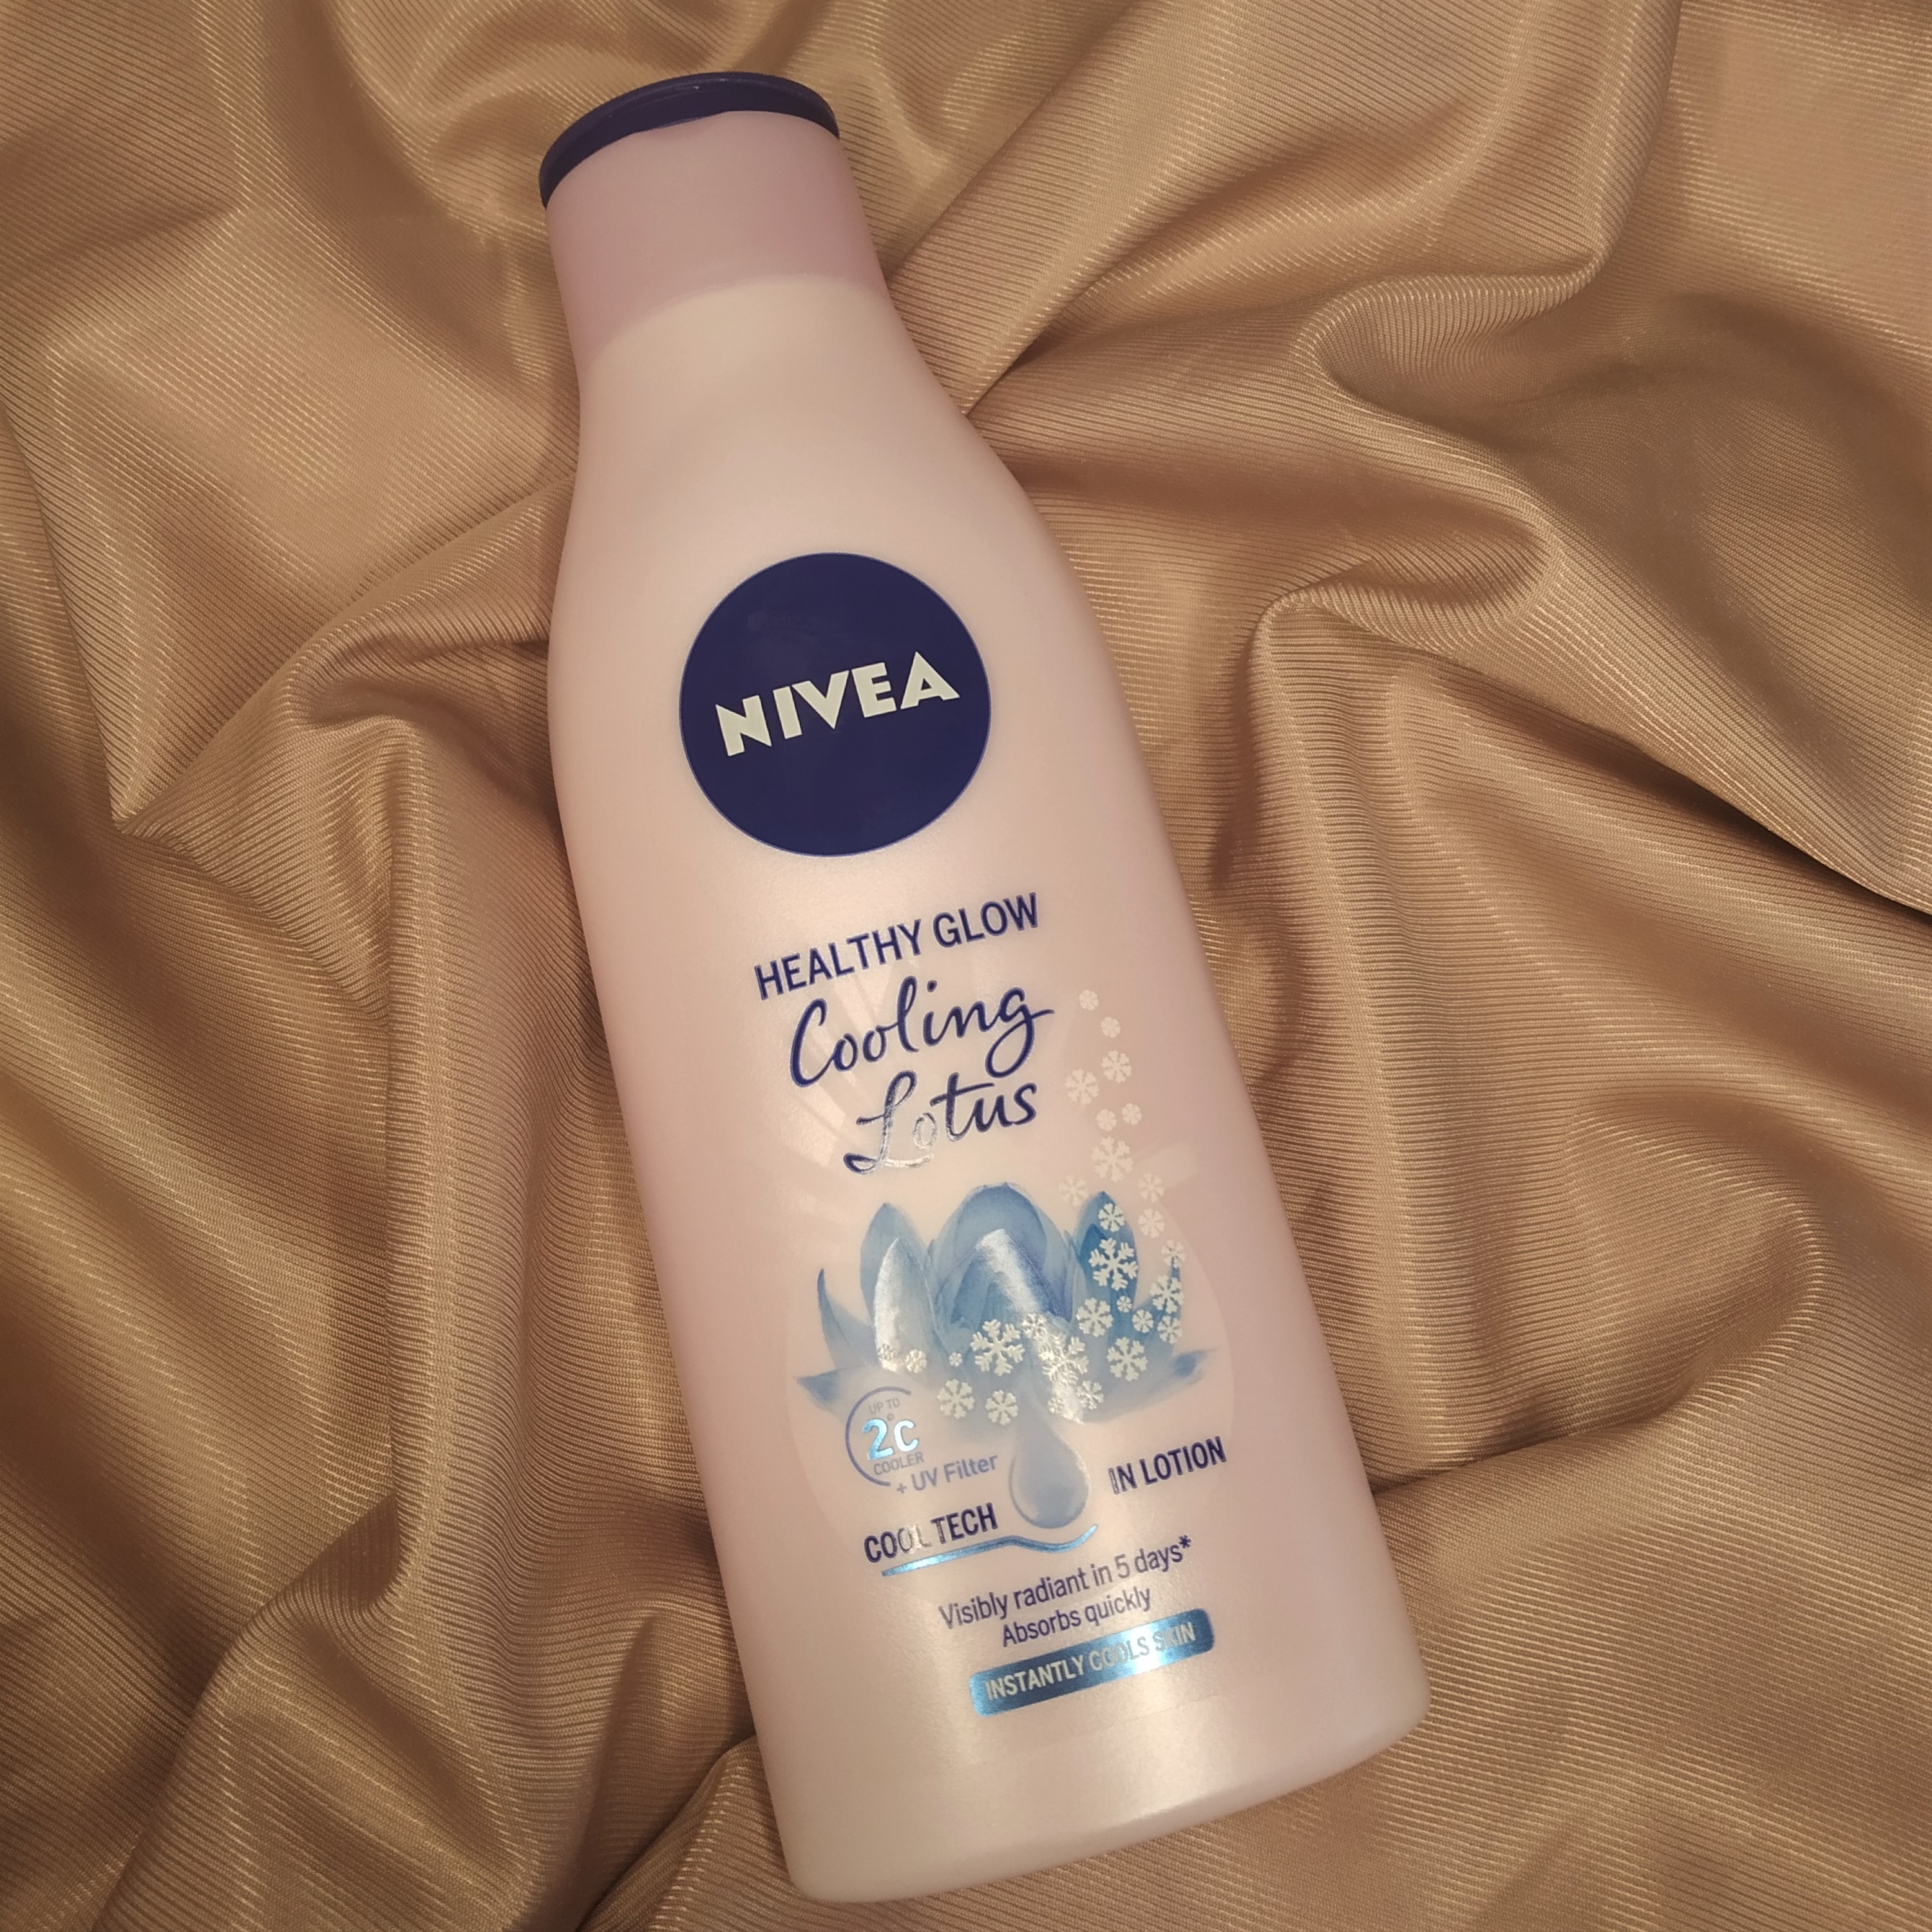 NIVEA
HEALTHY GLOW
Cooling
Lotus
UP TO
2°C
COOLER
+ UV Filter
COOL TECH
IN LOTION
Visibly radiant in 5 days*
Absorbs quickly
INSTANTLY COOLS SKIN